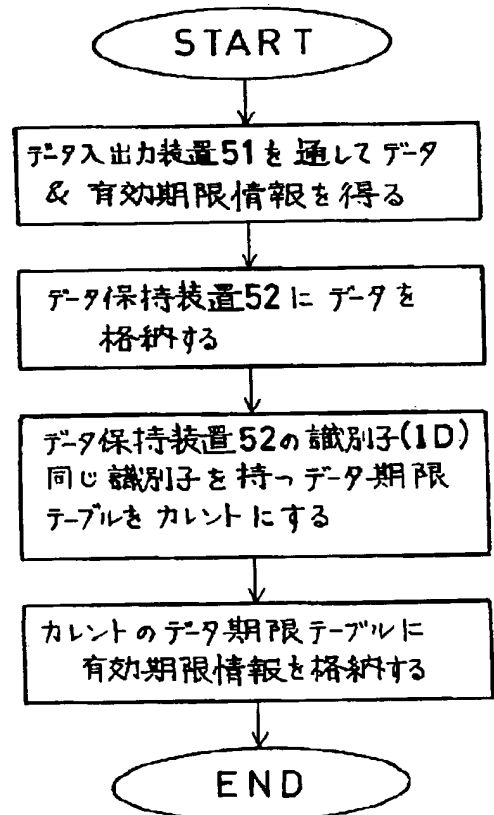 START
データ入出力装置51を通してデータ
& 有効期限情報を得る
データ保持装置52にデータを
格納する
データ保持装置52の識別子(ID)
同じ識別子を持つデータ期限
テーブルをカレントにする
カレントのデータ期限テーブルに
有効期限情報を格納する
END